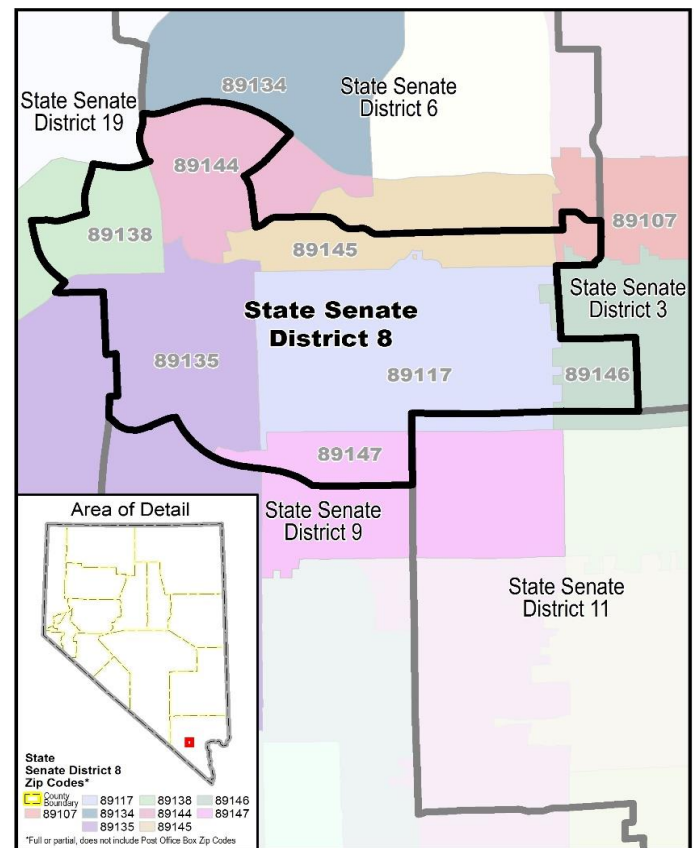 89134
State Senate
District 19
State Senate
District 6
89144
89107
89138
89145
State Senate
District 3
State Senate
District 8
89135
89117
89146
89147
State Senate
District 9
State Senate
District 11
Area of Detail
State
Senate District 8
Zip Codes*
County
Boundary
89107
89117
89134
89135
89138
89144
89145
89146
89147
*Full or partial, does not include Post Office Box Zip Codes